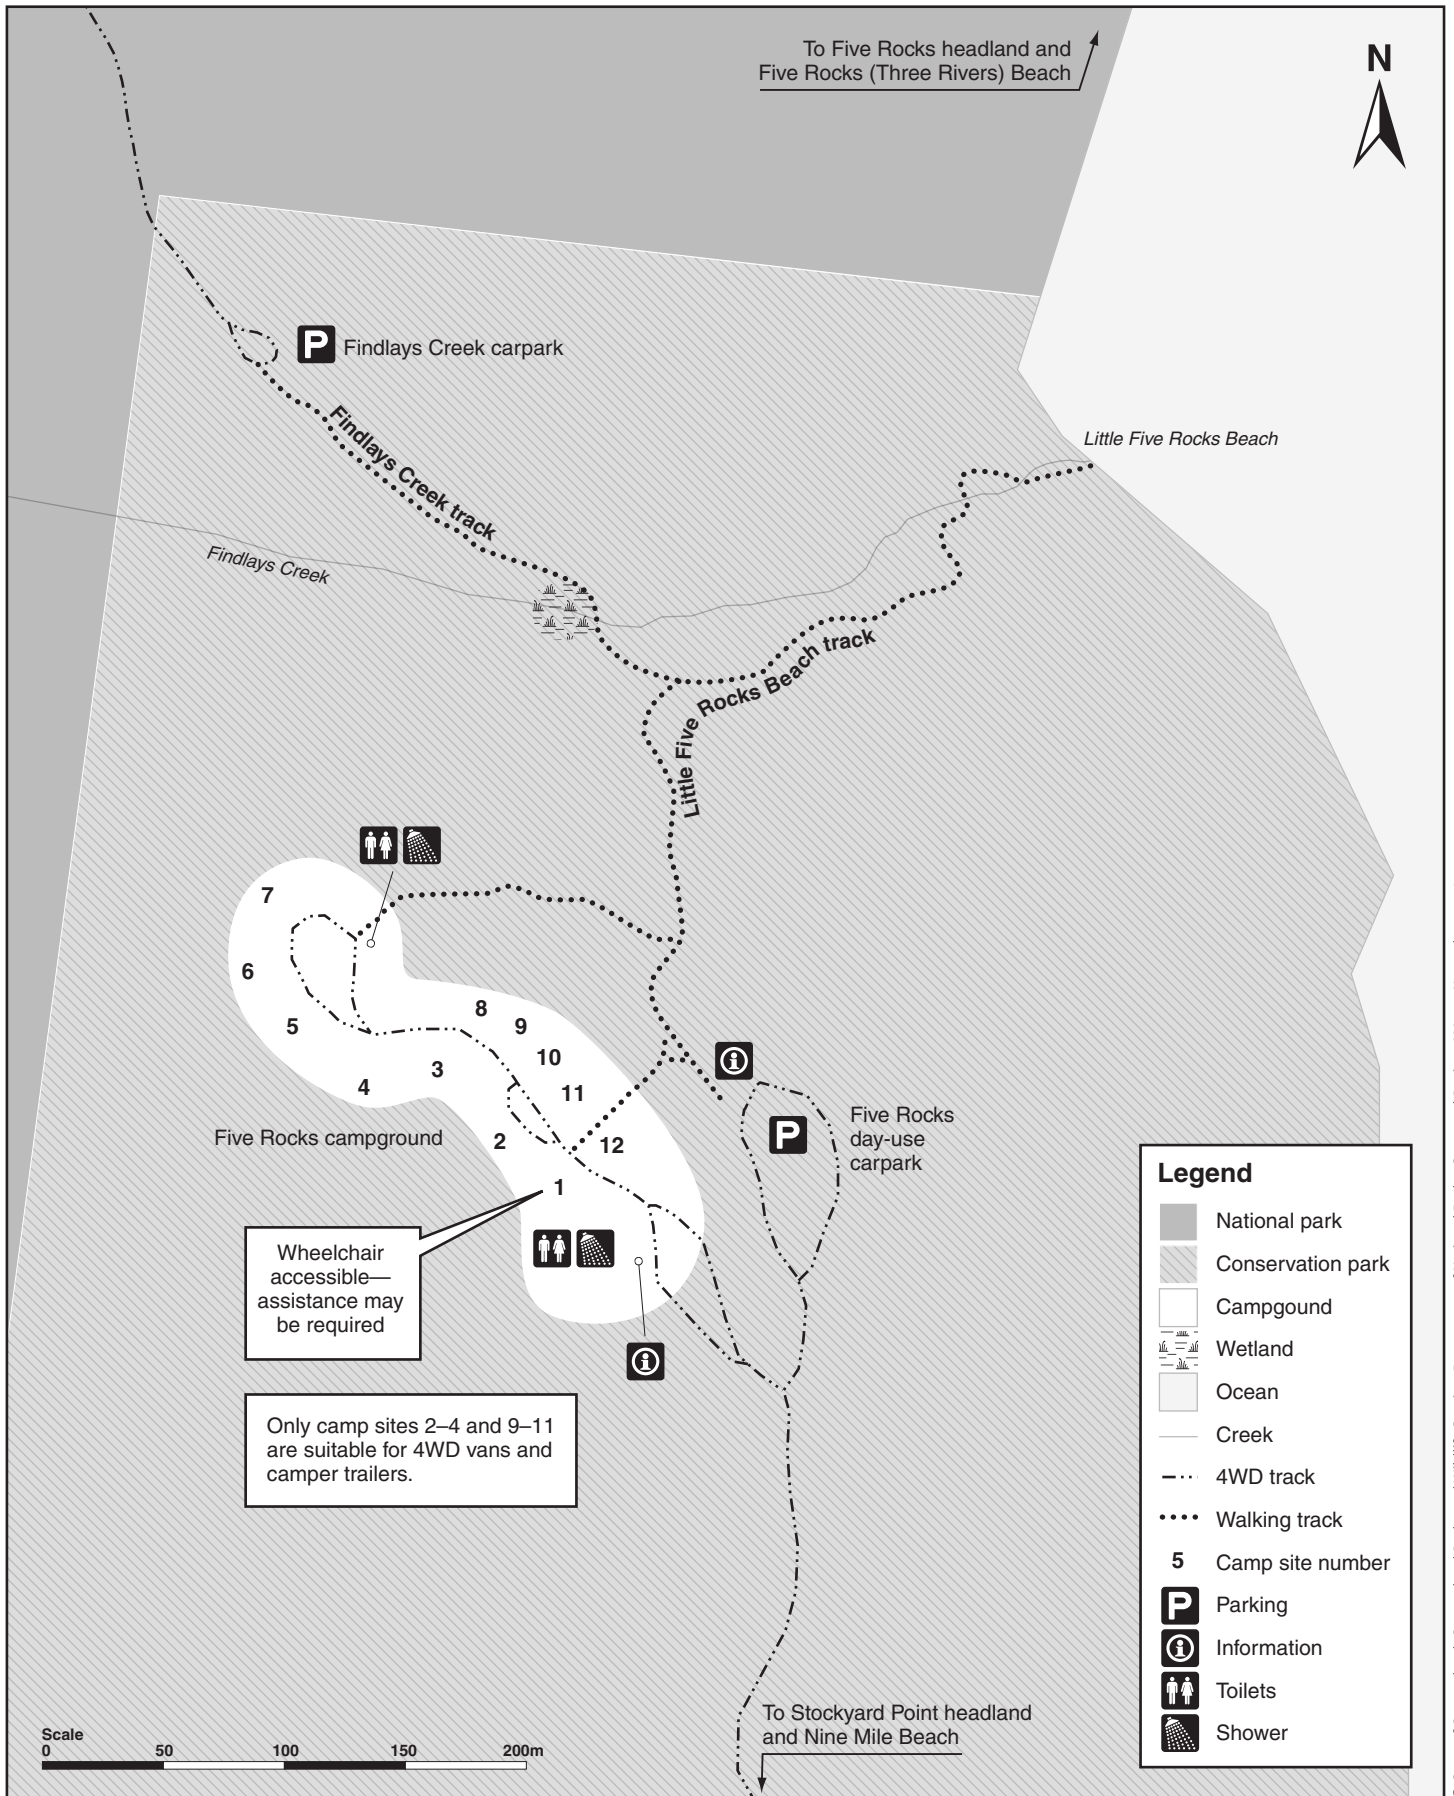 To Five Rocks headland and
Five Rocks (Three Rivers) Beach
N
P
Findlays Creek carpark
Findlays Creek track
Little Five Rocks Beach
Findlays Creek
Little Five Rocks Beach track
7
6
5
4
3
8
9
10
11
12
2
1
Five Rocks campground
Five Rocks
day-use
carpark
P
Wheelchair
accessible—
assistance may
be required
Only camp sites 2–4 and 9–11
are suitable for 4WD vans and
camper trailers.
Legend
National park
Conservation park
Campgound
Wetland
Ocean
Creek
4WD track
Walking track
5 Camp site number
P Parking
Information
Toilets
Shower
To Stockyard Point headland
and Nine Mile Beach
Scale
0 50 100 150 200m